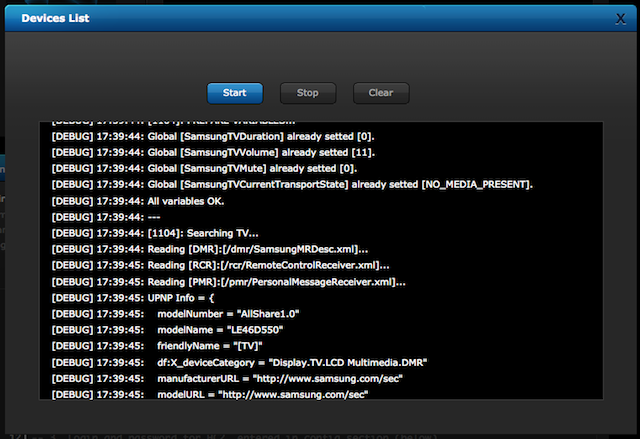 Devices List
X
Start
Stop
Clear
[DEBUG] 17:39:44: Global [SamsungTVDuration] already setted [0].
[DEBUG] 17:39:44: Global [SamsungTVVolume] already setted [11].
[DEBUG] 17:39:44: Global [SamsungTVMute] already setted [0].
[DEBUG] 17:39:44: Global [SamsungTVCurrentTransportState] already setted [NO_MEDIA_PRESENT].
[DEBUG] 17:39:44: All variables OK.
[DEBUG] 17:39:44: ---
[DEBUG] 17:39:44: [1104]: Searching TV...
[DEBUG] 17:39:44: Reading [DMR]:[/dmr/SamsungMRDesc.xml]...
[DEBUG] 17:39:45: Reading [RCR]:[/rcr/RemoteControlReceiver.xml]...
[DEBUG] 17:39:45: Reading [PMR]:[/pmr/PersonalMessageReceiver.xml]...
[DEBUG] 17:39:45: UPNP Info = {
[DEBUG] 17:39:45: modelNumber = "AllShare1.0"
[DEBUG] 17:39:45: modelName = "LE46D550"
[DEBUG] 17:39:45: friendlyName = "[TV]"
[DEBUG] 17:39:45: df:X_deviceCategory = "Display.TV.LCD Multimedia.DMR"
[DEBUG] 17:39:45: manufacturerURL = "http://www.samsung.com/sec"
[DEBUG] 17:39:45: modelURL = "http://www.samsung.com/sec"